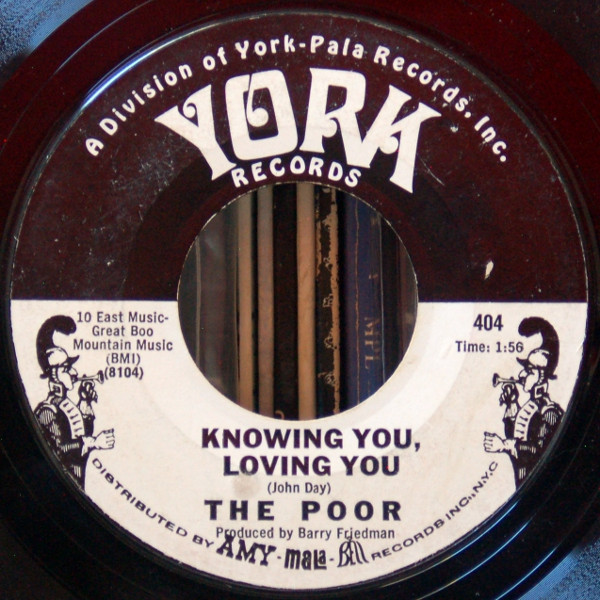 A Division of York-Pala Records, Inc.
YORK
RECORDS
10 East Music-
Great Boo
Mountain Music
(BMI)
(8104)
404
Time: 1:56
MPL
KNOWING YOU,
LOVING YOU
(John Day)
THE POOR
Produced by Barry Friedman
DISTRIBUTED BY AMY-mala-Bell RECORDS INC., N.Y.C